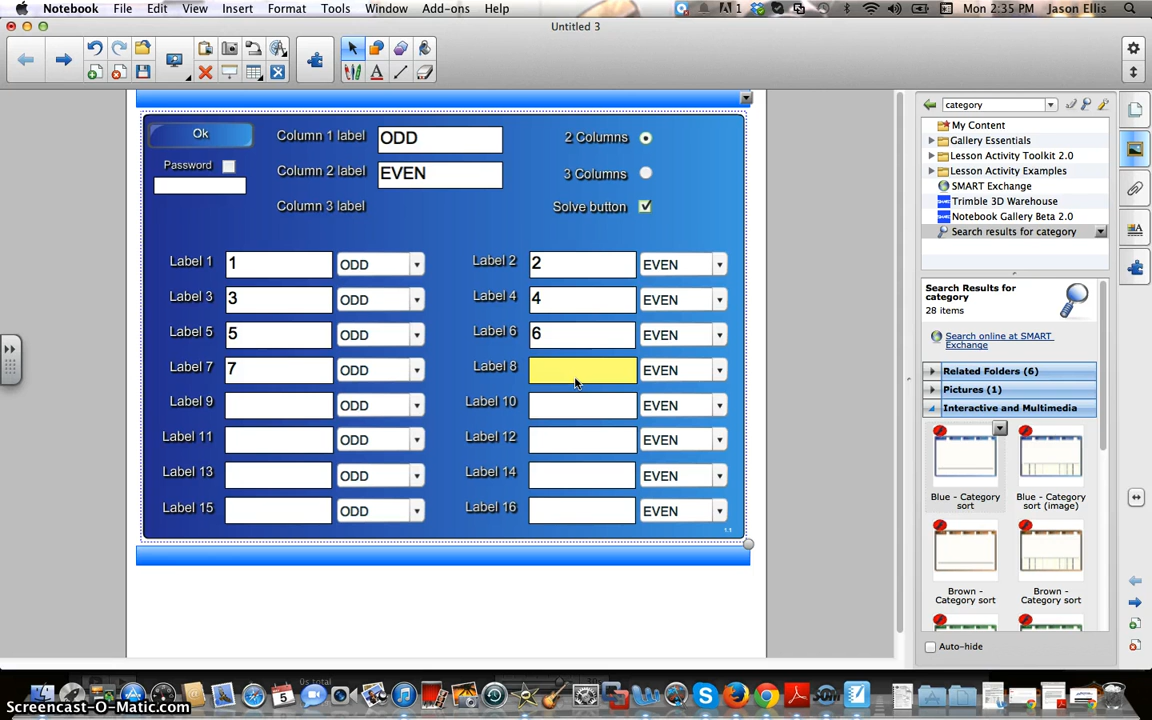 Notebook File Edit View Insert Format Tools Window Add-ons Help
1 Mon 2:35 PM Jason Ellis
Untitled 3
Ok
Password
Column 1 label ODD
Column 2 label EVEN
Column 3 label
2 Columns
3 Columns
Solve button
Label 1 1 ODD Label 2 2 EVEN
Label 3 3 ODD Label 4 4 EVEN
Label 5 5 ODD Label 6 6 EVEN
Label 7 7 ODD Label 8 EVEN
Label 9 ODD Label 10 EVEN
Label 11 ODD Label 12 EVEN
Label 13 ODD Label 14 EVEN
Label 15 ODD Label 16 EVEN
1.1
category
My Content
Gallery Essentials
Lesson Activity Toolkit 2.0
Lesson Activity Examples
SMART Exchange
Trimble 3D Warehouse
Notebook Gallery Beta 2.0
Search results for category
Search Results for
category
28 items
Search online at SMART
Exchange
Related Folders (6)
Pictures (1)
Interactive and Multimedia
Blue - Category
sort
Blue - Category
sort (image)
Brown -
Category sort
Brown -
Category sort
Auto-hide
0s total
5
Screencast-O-Matic.com